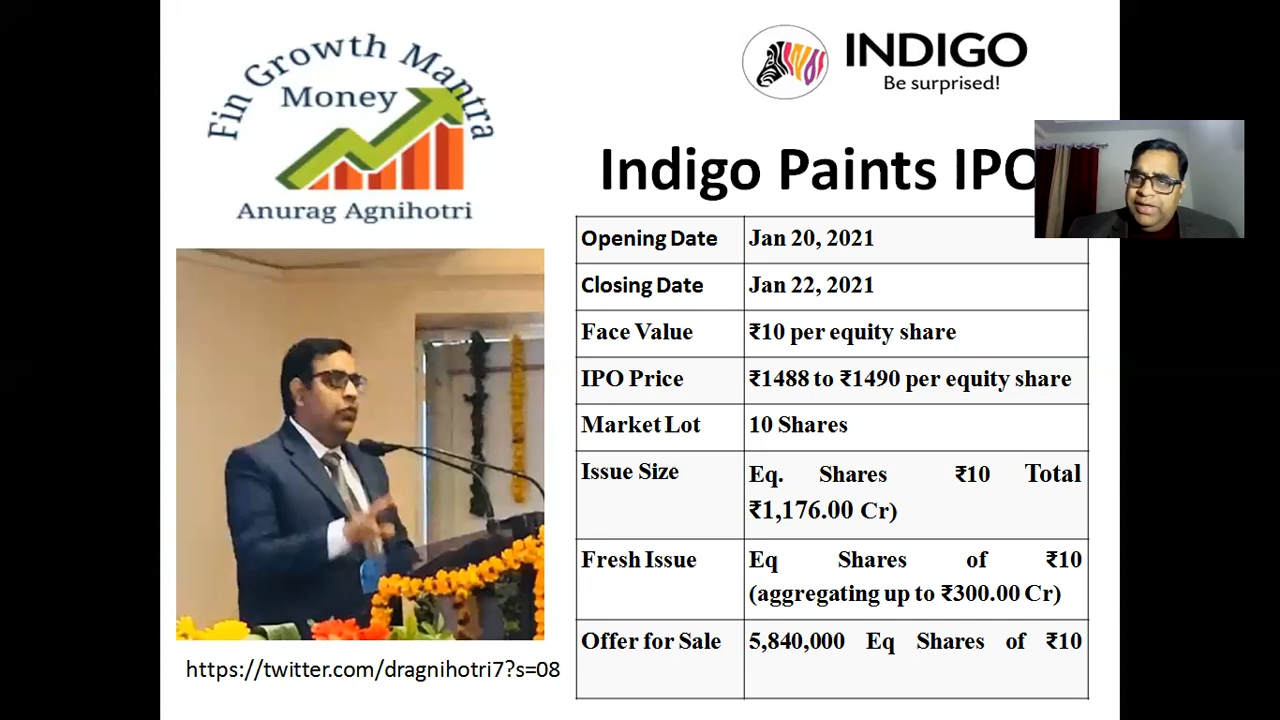 Fin Growth Mantra
Money
Anurag Agnihotri
https://twitter.com/dragnihotri7?s=08
INDIGO
Be surprised!
Indigo Paints IPO
Opening Date Jan 20, 2021
Closing Date Jan 22, 2021
Face Value ₹10 per equity share
IPO Price ₹1488 to ₹1490 per equity share
Market Lot 10 Shares
Issue Size Eq. Shares ₹10 Total
₹1,176.00 Cr)
Fresh Issue Eq Shares of ₹10
(aggregating up to ₹300.00 Cr)
Offer for Sale 5,840,000 Eq Shares of ₹10